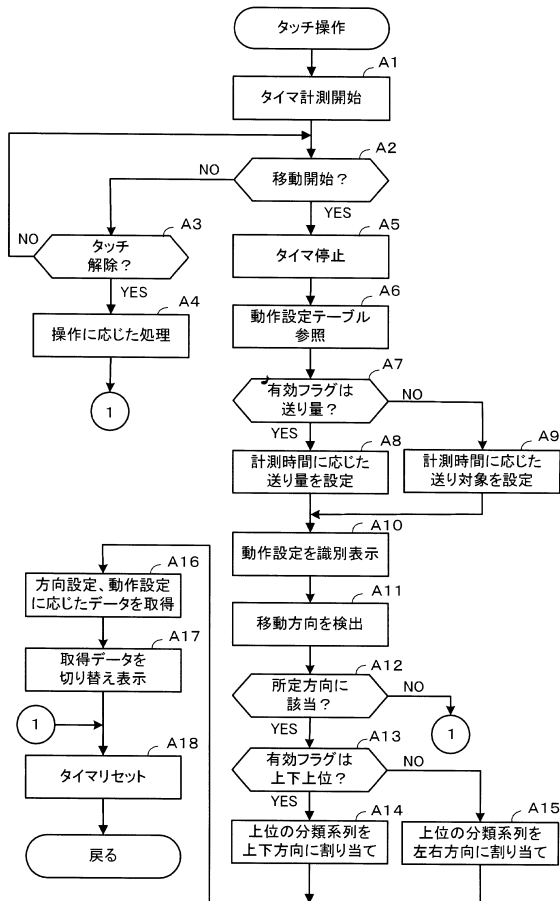 タッチ操作
A1
タイマ計測開始
A2
移動開始？
NO
YES
A3
タッチ
解除？
NO
YES
A4
操作に応じた処理
1
A5
タイマ停止
A6
動作設定テーブル
参照
A7
有効フラグは
送り量？
NO
YES
A8
計測時間に応じた
送り量を設定
A9
計測時間に応じた
送り対象を設定
A10
動作設定を識別表示
A11
移動方向を検出
A12
所定方向に
該当？
NO
1
YES
A13
有効フラグは
上下上位？
NO
YES
A14
上位の分類系列を
上下方向に割り当て
A15
上位の分類系列を
左右方向に割り当て
A16
方向設定、動作設定
に応じたデータを取得
A17
取得データを
切り替え表示
1
A18
タイマリセット
戻る